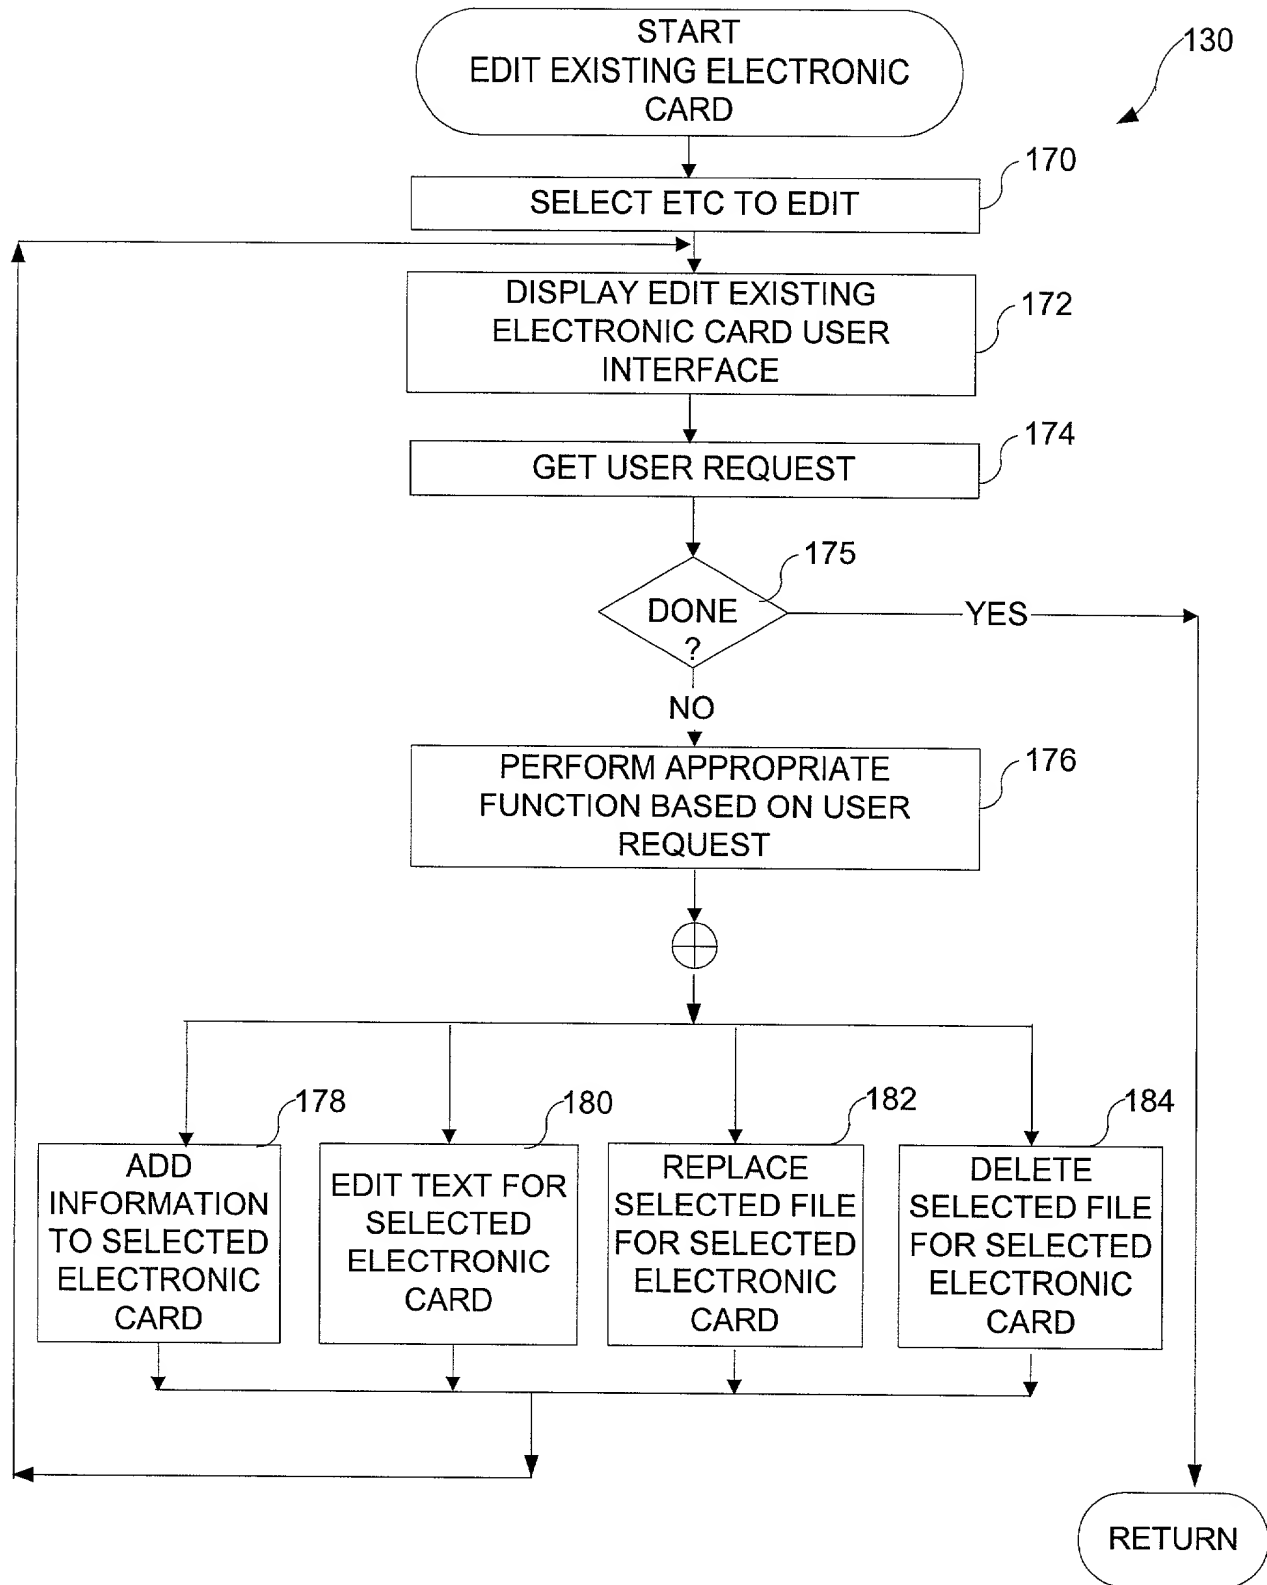 START
EDIT EXISTING ELECTRONIC
CARD
130
170
SELECT ETC TO EDIT
DISPLAY EDIT EXISTING
ELECTRONIC CARD USER
INTERFACE
172
174
GET USER REQUEST
175
DONE
?
YES
NO
PERFORM APPROPRIATE
FUNCTION BASED ON USER
REQUEST
176
178
ADD
INFORMATION
TO SELECTED
ELECTRONIC
CARD
180
EDIT TEXT FOR
SELECTED
ELECTRONIC
CARD
182
REPLACE
SELECTED FILE
FOR SELECTED
ELECTRONIC
CARD
184
DELETE
SELECTED FILE
FOR SELECTED
ELECTRONIC
CARD
RETURN